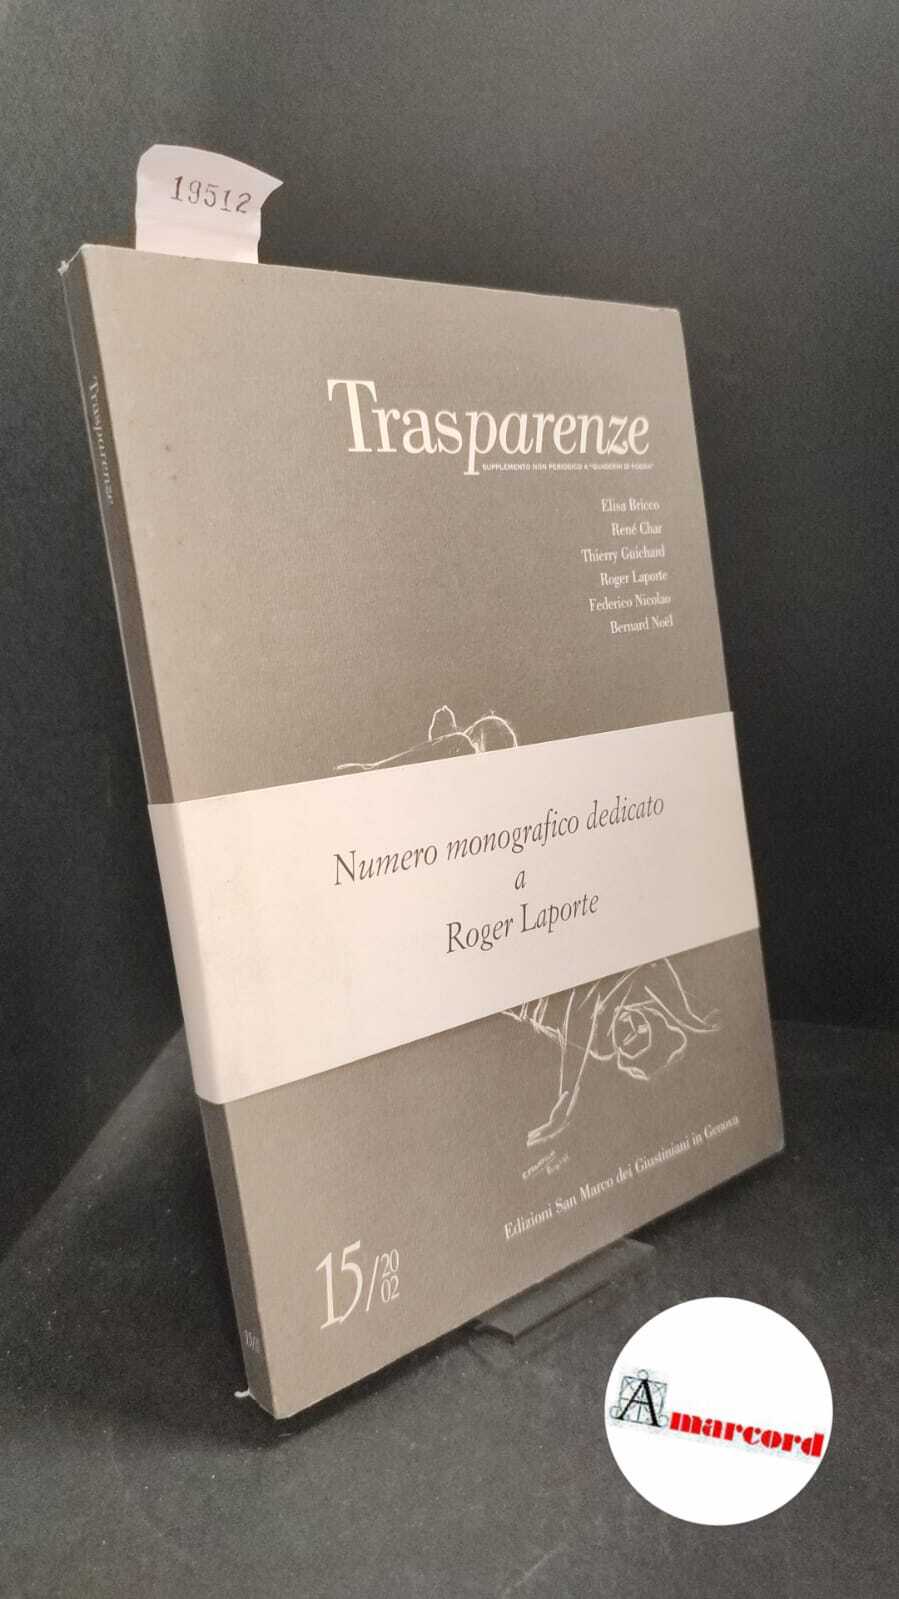 19512
Trasparenze
SUPPLEMENTO NON PERIODICO A "QUADERNI DI POESIA"
Elisa Bricco
René Char
Thierry Guichard
Roger Laporte
Federico Nicolao
Bernard Noël
Numero monografico dedicato
a
Roger Laporte
Edizioni San Marco dei Giustiniani in Genova
15/20
02
Trasparenze
Amarcord